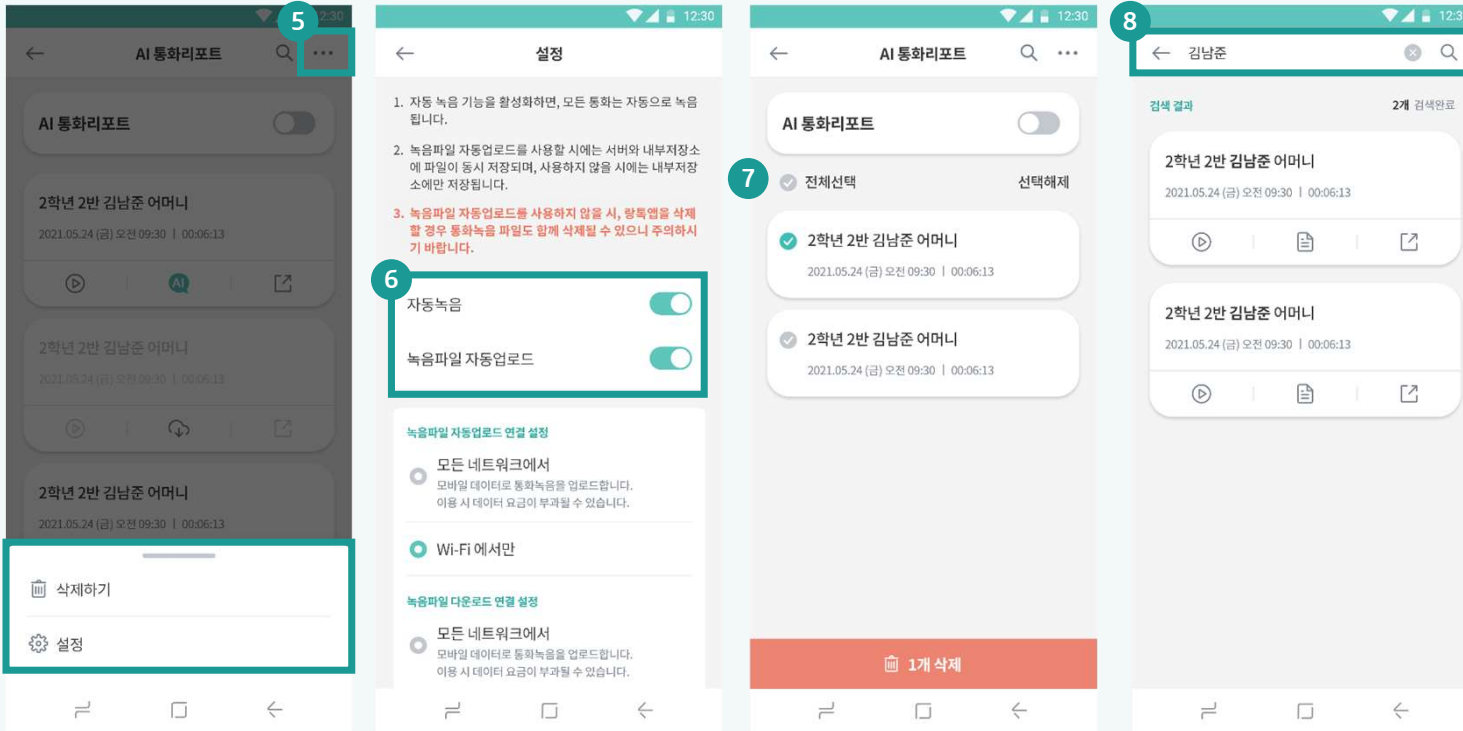 5
12:30
AI 통화리포트
AI 통화리포트
2학년 2반 김남준 어머니
2021.05.24 (금) 오전 09:30 | 00:06:13
AI
2학년 2반 김남준 어머니
2021.05.24 (금) 오전 09:30 | 00:06:13
2학년 2반 김남준 어머니
2021.05.24 (금) 오전 09:30 | 00:06:13
삭제하기
설정
12:30
설정
1. 자동 녹음 기능을 활성화하면, 모든 통화는 자동으로 녹음
됩니다.
2. 녹음파일 자동업로드를 사용할 시에는 서버와 내부저장소
에 파일이 동시 저장되며, 사용하지 않을 시에는 내부저장
소에만 저장됩니다.
3. 녹음파일 자동업로드를 사용하지 않을 시, 랑톡앱을 삭제
할 경우 통화녹음 파일도 함께 삭제될 수 있으니 주의하시
기 바랍니다.
6
자동녹음
녹음파일 자동업로드
녹음파일 자동업로드 연결 설정
모든 네트워크에서
모바일 데이터로 통화녹음을 업로드합니다.
이용 시 데이터 요금이 부과될 수 있습니다.
Wi-Fi 에서만
녹음파일 다운로드 연결 설정
모든 네트워크에서
모바일 데이터로 통화녹음을 업로드합니다.
이용 시 데이터 요금이 부과될 수 있습니다.
12:30
AI 통화리포트
AI 통화리포트
7
전체선택 선택해제
2학년 2반 김남준 어머니
2021.05.24 (금) 오전 09:30 | 00:06:13
2학년 2반 김남준 어머니
2021.05.24 (금) 오전 09:30 | 00:06:13
1개 삭제
8
12:3
김남준
검색 결과 2개 검색완료
2학년 2반 김남준 어머니
2021.05.24 (금) 오전 09:30 | 00:06:13
2학년 2반 김남준 어머니
2021.05.24 (금) 오전 09:30 | 00:06:13